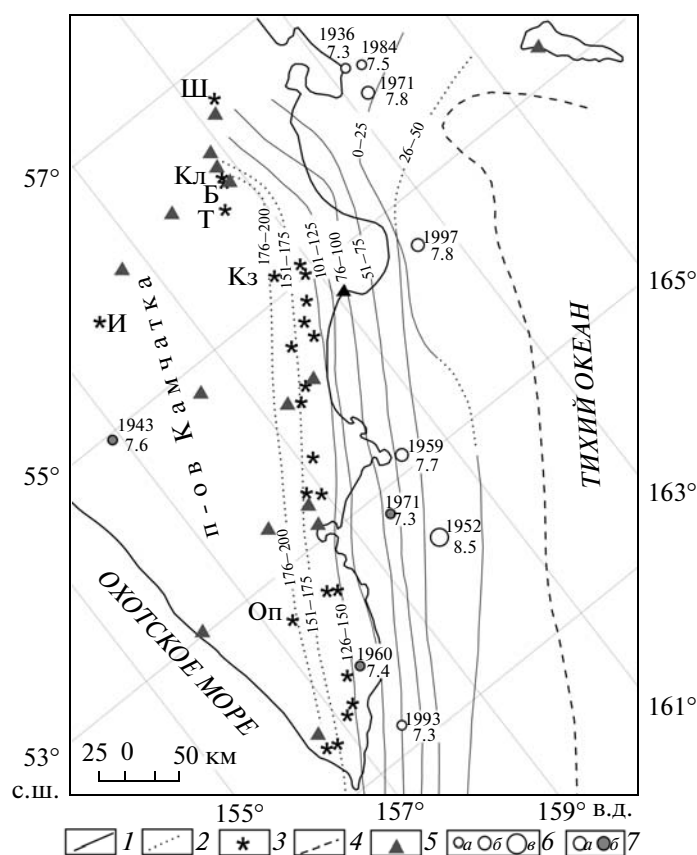 1936
7.3
1984
7.5
1971
7.8
Ш
0–25
26–50
57°
Кл
Б
Т
176–200
151–175
101–125
76–100
51–75
1997
7.8
Кз
165°
И
п-ов Камчатка
ТИХИЙ ОКЕАН
1943
7.6
1959
7.7
55°
163°
1971
7.3
1952
8.5
176–200
151–175
ОХОТСКОЕ МОРЕ
Оп
126–150
1960
7.4
161°
1993
7.3
53°
25 0 50 км
с.ш.
155° 157° 159° в.д.
1 2 3 4 5 а б в 6 а б 7